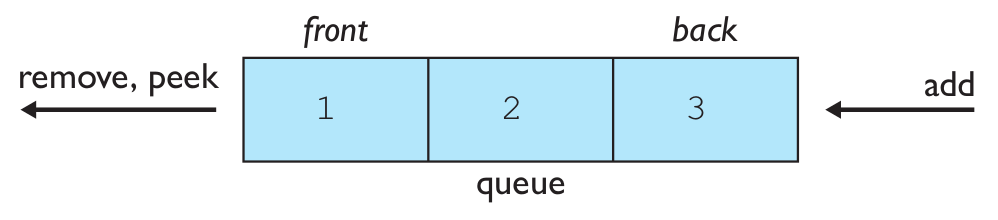 front back
remove, peek
add
1 2 3
queue